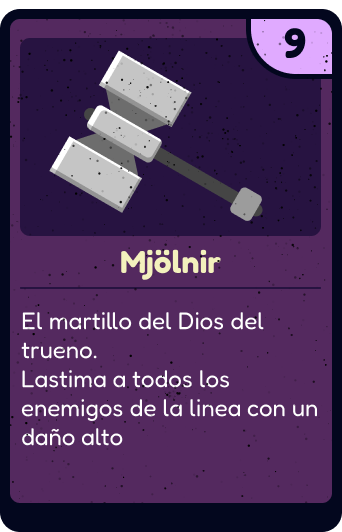 9
Mjölnir
El martillo del Dios del
trueno.
Lastima a todos los
enemigos de la linea con un
daño alto